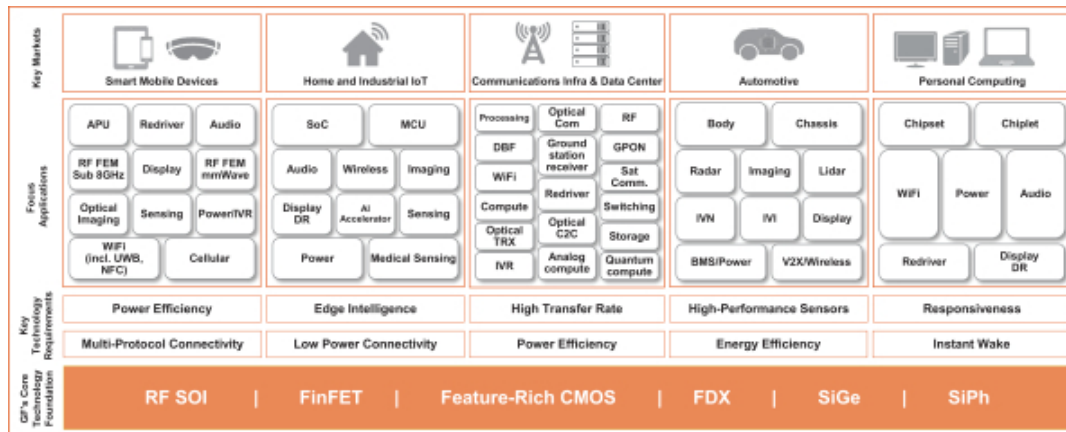 Key Markets
Smart Mobile Devices
Home and Industrial IoT
Communications Infra & Data Center
Automotive
Personal Computing
Focus
Applications
APU
Redriver
Audio
RF FEM
Sub 8GHz
Display
RF FEM
mmWave
Optical
Imaging
Sensing
Power/IVR
WiFi
(incl. UWB,
NFC)
Cellular
SoC
MCU
Audio
Wireless
Imaging
Display
DR
AI
Accelerator
Sensing
Power
Medical Sensing
Processing
Optical
Com
RF
DBF
Ground
station
receiver
GPON
WiFi
Sat
Comm.
Redriver
Compute
Switching
Optical
TRX
Optical
C2C
Storage
IVR
Analog
compute
Quantum
compute
Body
Chassis
Radar
Imaging
Lidar
IVN
IVI
Display
BMS/Power
V2X/Wireless
Chipset
Chiplet
WiFi
Power
Audio
Redriver
Display
DR
Key
Technology
Requirements
Power Efficiency
Edge Intelligence
High Transfer Rate
High-Performance Sensors
Responsiveness
Multi-Protocol Connectivity
Low Power Connectivity
Power Efficiency
Energy Efficiency
Instant Wake
GF's Core
Technology
Foundation
RF SOI | FinFET | Feature-Rich CMOS | FDX | SiGe | SiPh